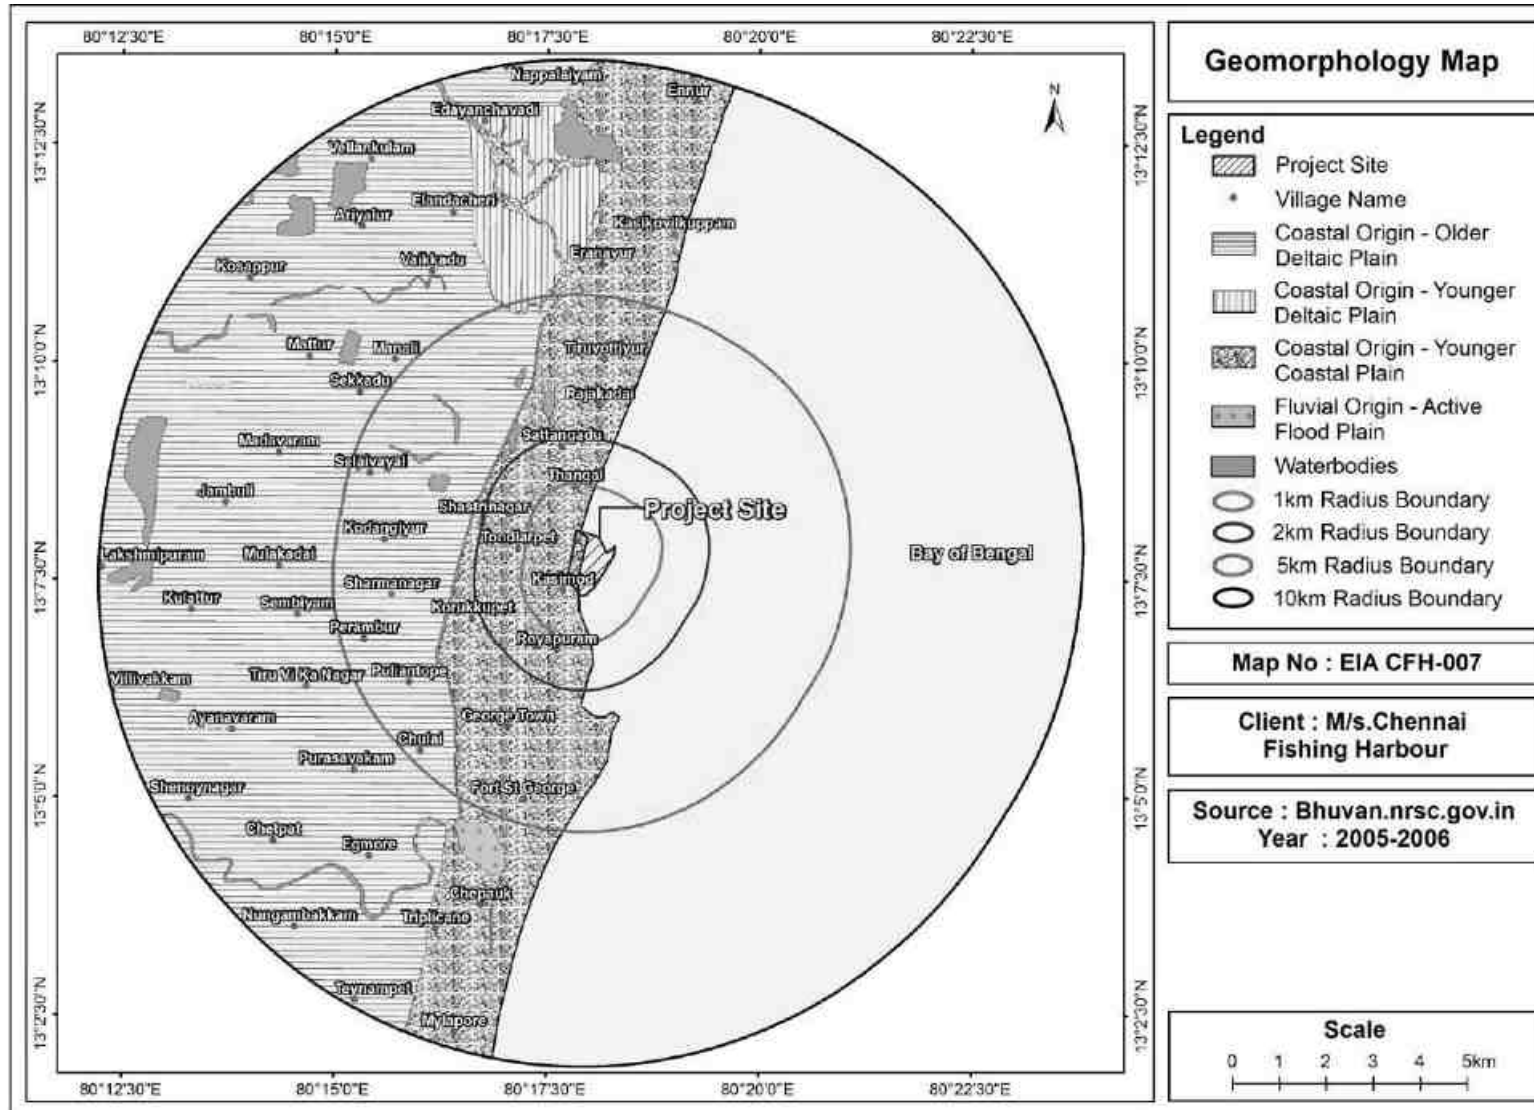 80°12'30"E 80°15'0"E 80°17'30"E 80°20'0"E 80°22'30"E
Geomorphology Map
N
Nappalaiyam
Ennur
Edayanchavadi
13°12'30"N
13°12'30"N
Vellankulam
Elandacheri
Ariyalur
Kasikovilkuppam
Eranavur
Vaikkadu
Kosappur
Mattur
Manali
Tiruvottiyur
13°10'0"N
13°10'0"N
Sekkadu
Rajakadai
Madavaram
Sattangadu
Selaivayal
Thangal
Jambuli
Shastrinagar
Project Site
Kodangiyur
Tondiarpet
Lakshmipuram
Mulakadai
Bay of Bengal
13°7'30"N
13°7'30"N
Sharmanagar
Kasimod
Kulattur
Sembiyam
Korukkupet
Perambur
Royapuram
Villivakkam
Tiru Vi Ka Nagar
Puliantope
Ayanavaram
George Town
Chulai
Purasavakam
Shenoynagar
Fort St George
13°5'0"N
13°5'0"N
Chetpat
Egmore
Chepauk
Nungambakkam
Triplicane
Teynampet
Mylapore
13°2'30"N
13°2'30"N
80°12'30"E 80°15'0"E 80°17'30"E 80°20'0"E 80°22'30"E
Legend
Project Site
Village Name
Coastal Origin - Older
Deltaic Plain
Coastal Origin - Younger
Deltaic Plain
Coastal Origin - Younger
Coastal Plain
Fluvial Origin - Active
Flood Plain
Waterbodies
1km Radius Boundary
2km Radius Boundary
5km Radius Boundary
10km Radius Boundary
Map No : EIA CFH-007
Client : M/s.Chennai
Fishing Harbour
Source : Bhuvan.nrsc.gov.in
Year : 2005-2006
Scale
0 1 2 3 4 5km